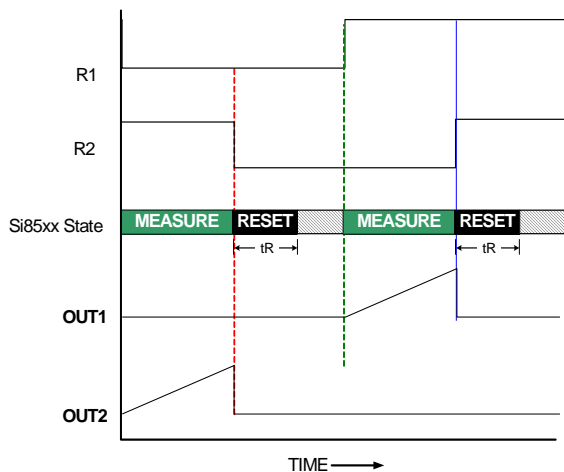 R1
R2
Si85xx State
MEASURE RESET MEASURE RESET
tR tR
OUT1
OUT2
TIME